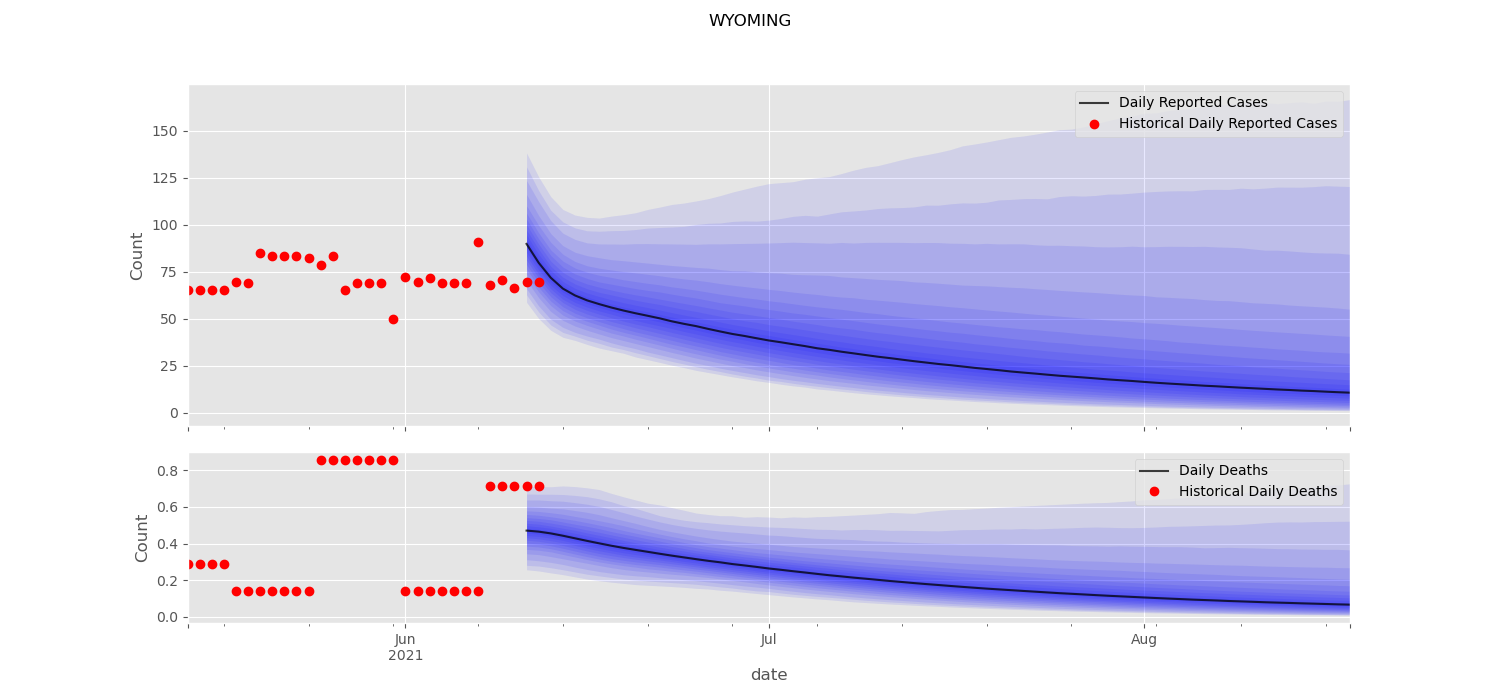 WYOMING
Daily Reported Cases
Historical Daily Reported Cases
150
125
100
75
50
25
0
Count
Daily Deaths
Historical Daily Deaths
0.8
0.6
0.4
0.2
0.0
Count
Jun
2021
Jul
Aug
date